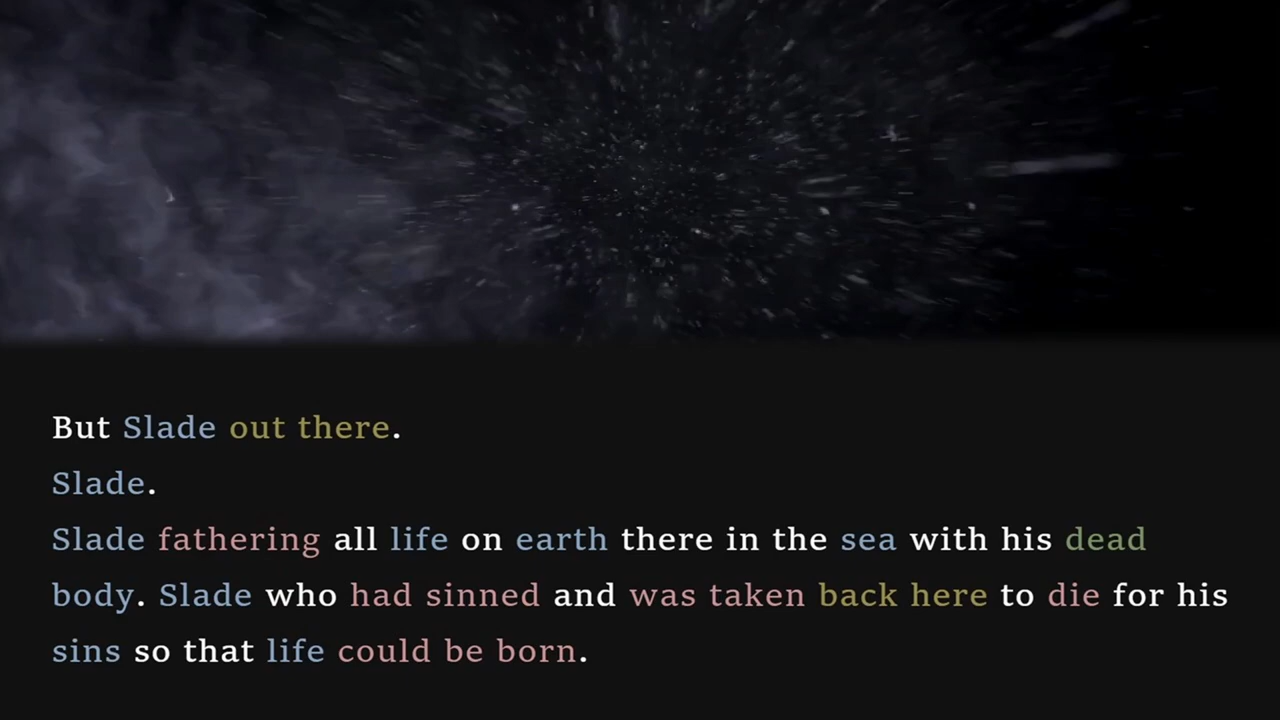 But Slade out there.
Slade.
Slade fathering all life on earth there in the sea with his dead
body. Slade who had sinned and was taken back here to die for his
sins so that life could be born.